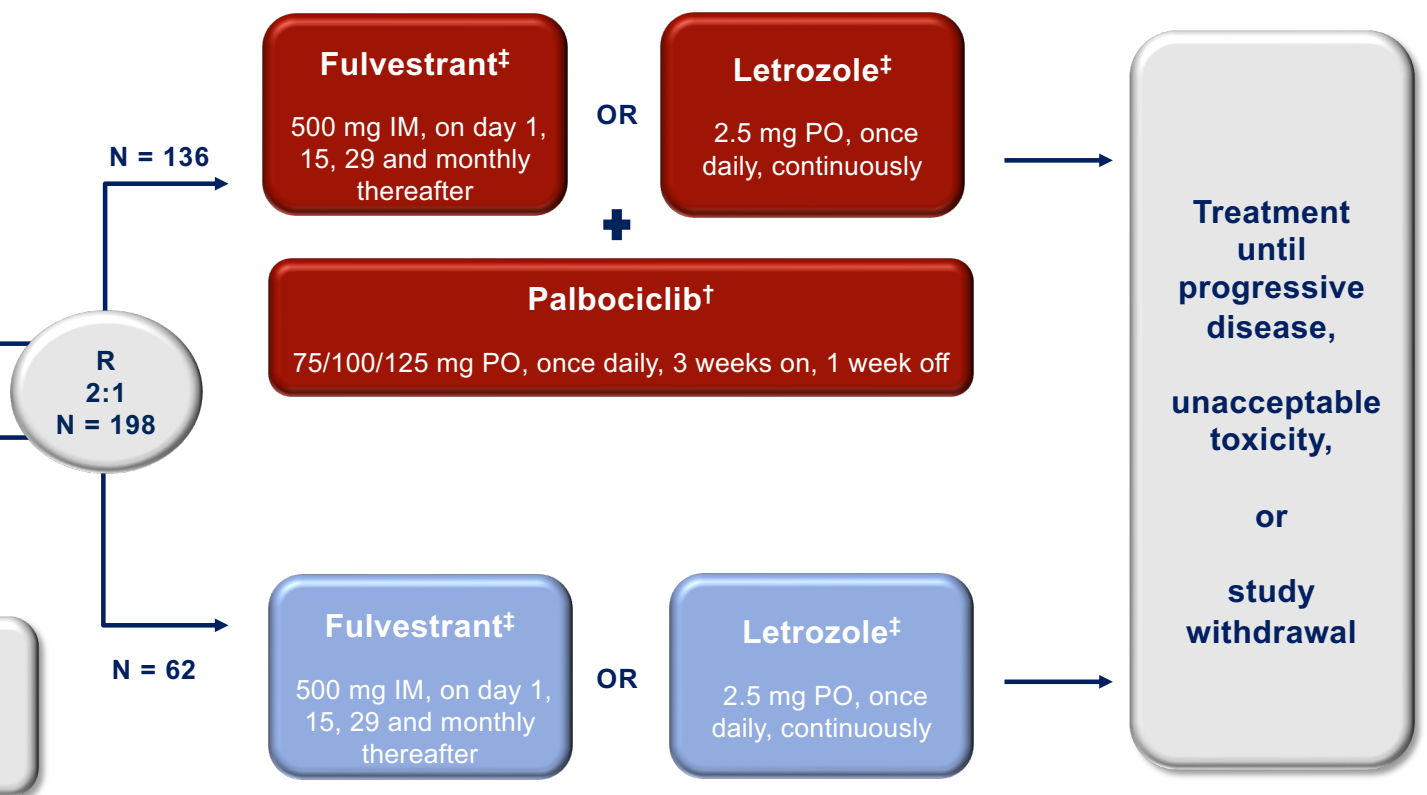 R
2:1
N = 198
N = 136
Fulvestrant‡
500 mg IM, on day 1,
15, 29 and monthly
thereafter
OR
Letrozole‡
2.5 mg PO, once
daily, continuously
Palbociclib†
75/100/125 mg PO, once daily, 3 weeks on, 1 week off
N = 62
Fulvestrant‡
500 mg IM, on day 1,
15, 29 and monthly
thereafter
OR
Letrozole‡
2.5 mg PO, once
daily, continuously
Treatment
until
progressive
disease,
unacceptable
toxicity,
or
study
withdrawal